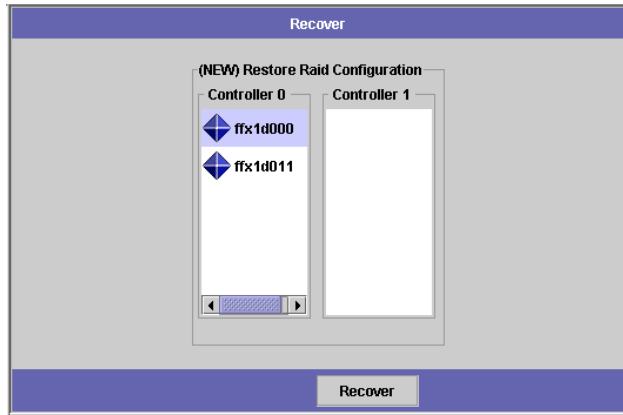 Recover
(NEW) Restore Raid Configuration
Controller 0
Controller 1
ffx1d000
ffx1d011
Recover